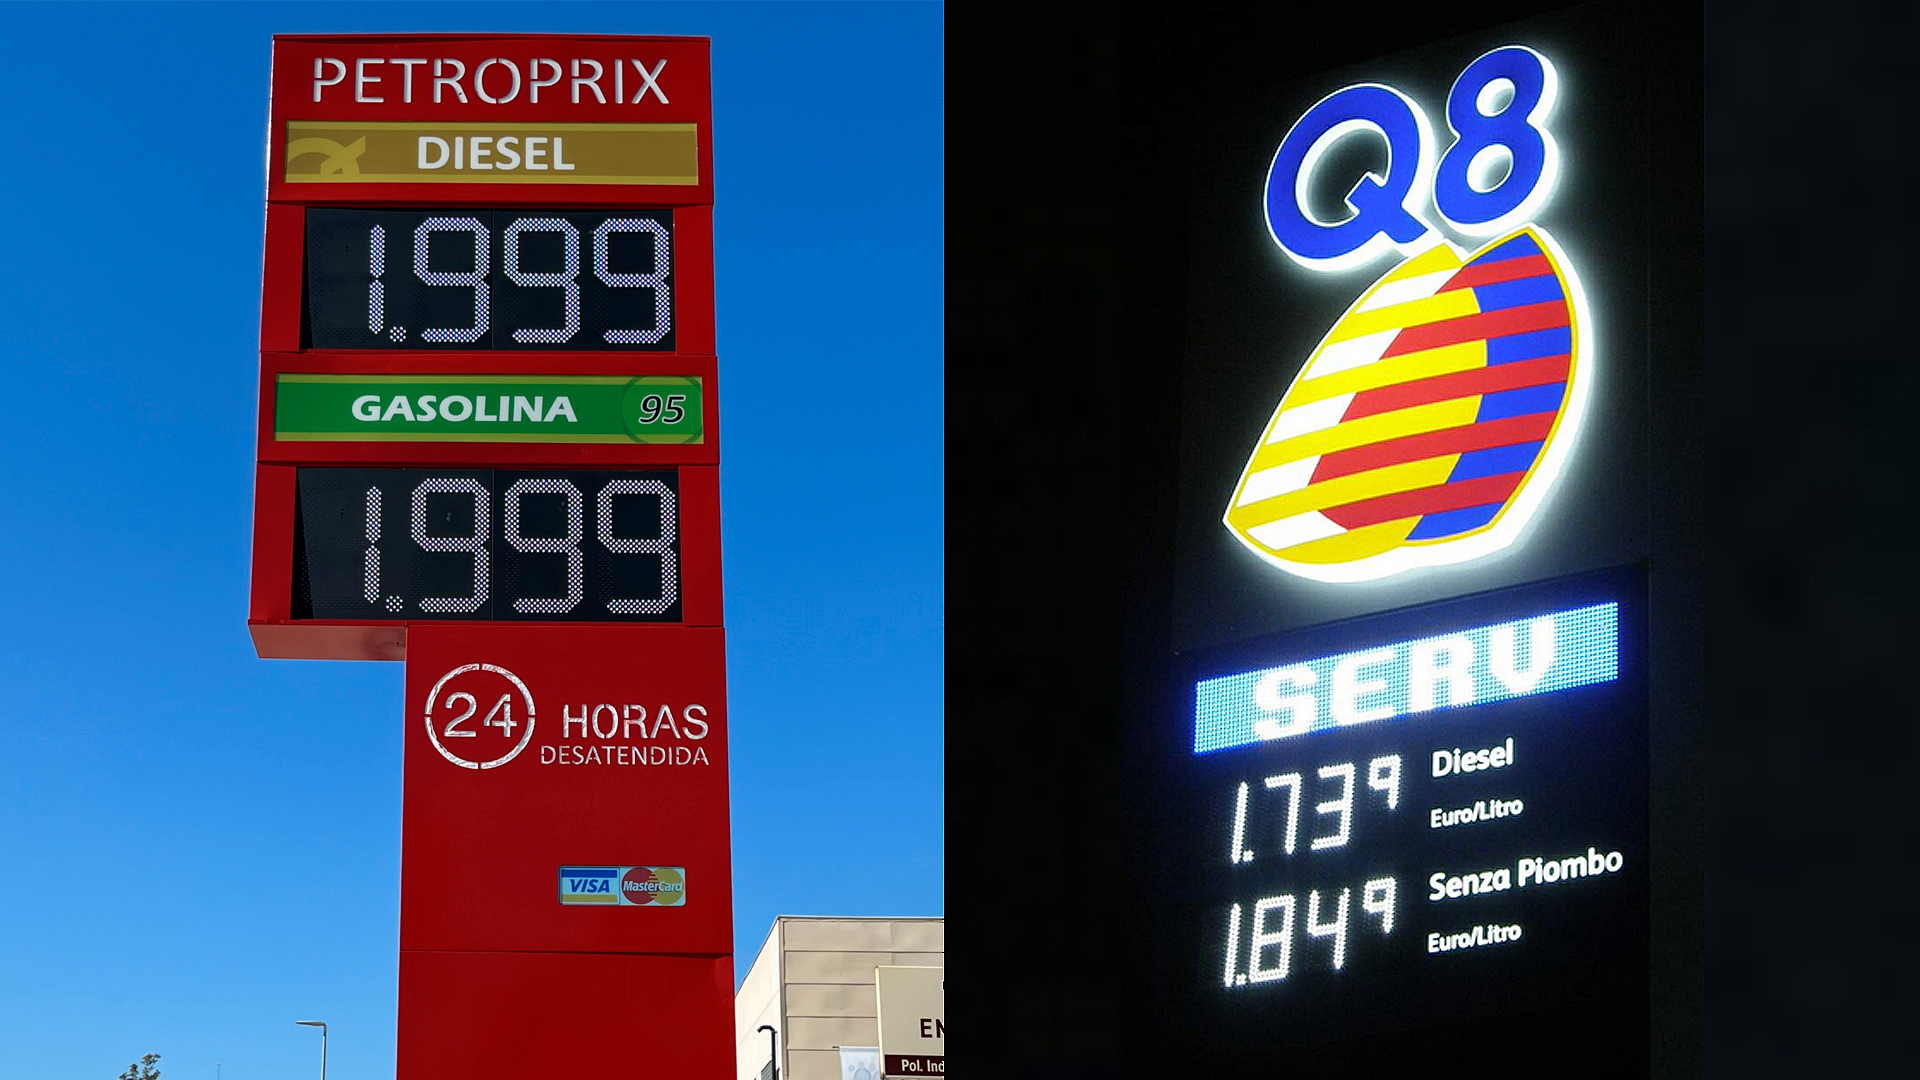 PETROPRIX
DIESEL
1.999
GASOLINA 95
1.999
24 HORAS
DESATENDIDA
VISA MasterCard
EN
Pol. Ind
Q8
SERV
1.739 Diesel
Euro/Litro
1.849 Senza Piombo
Euro/Litro